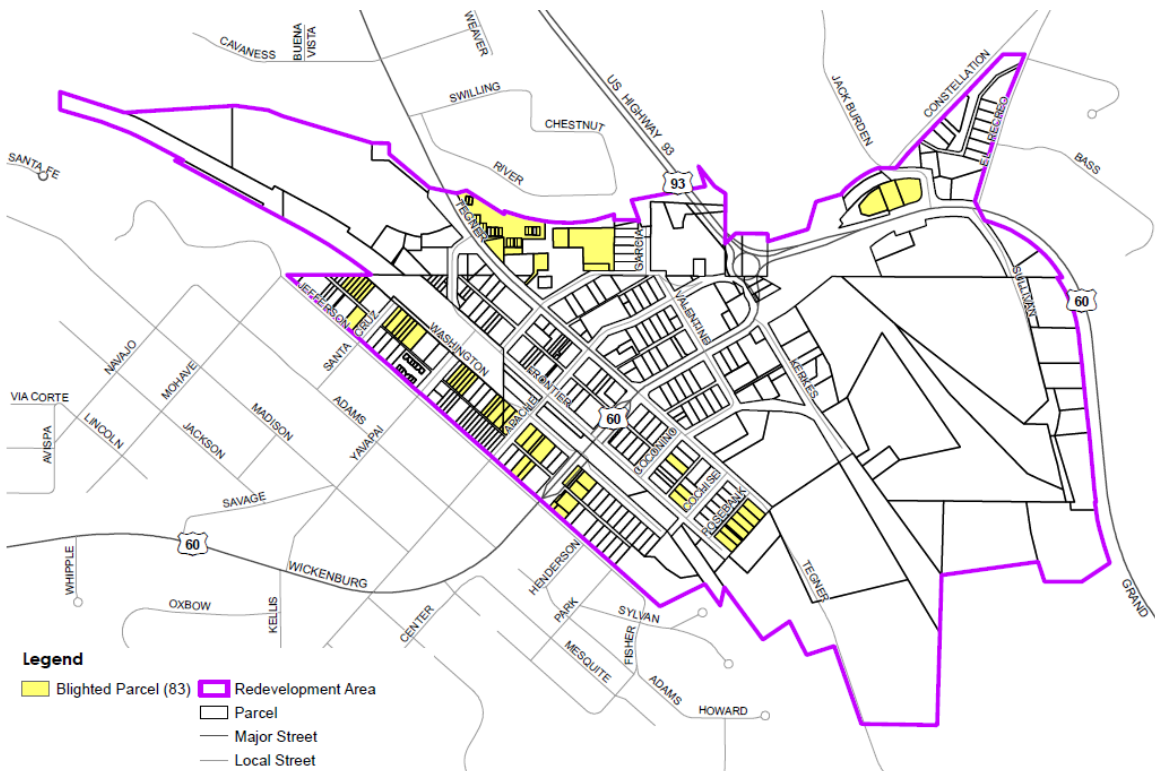 WEAVER
BUENA
VISTA
CAVANESS
SWILLING
CHESTNUT
RIVER
US HIGHWAY 93
JACK BURDEN
CONSTELLATION
EL RECREO
BASS
SANTA FE
93
TEGNER
GARCIA
VALENTINE
SULLIVAN
60
JEFFERSON
SANTA CRUZ
WASHINGTON
FRONTIER
APACHE
60
KERKES
COCONINO
COCHISE
ROSEBANK
NAVAJO
MOHAVE
VIA CORTE
LINCOLN
AVISPA
JACKSON
MADISON
ADAMS
YAVAPAI
SAVAGE
60
WICKENBURG
WHIPPLE
OXBOW
KELLIS
CENTER
HENDERSON
PARK
SYLVAN
FISHER
MESQUITE
ADAMS
HOWARD
TEGNER
GRAND
Legend
Blighted Parcel (83)
Redevelopment Area
Parcel
Major Street
Local Street